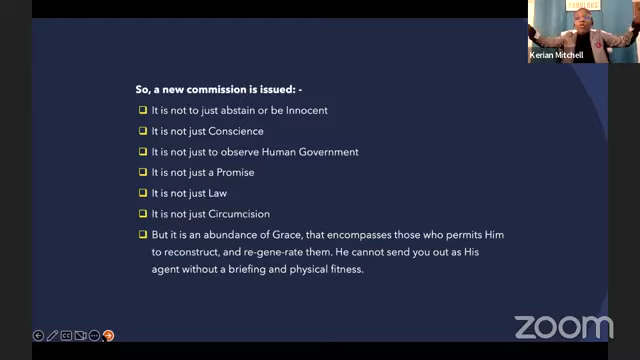 FABULOUS
Kerian Mitchell
So, a new commission is issued: -
It is not to just abstain or be Innocent
It is not just Conscience
It is not just to observe Human Government
It is not just a Promise
It is not just Law
It is not just Circumcision
But it is an abundance of Grace, that encompasses those who permits Him
to reconstruct, and re-gene-rate them. He cannot send you out as His
agent without a briefing and physical fitness.
CC
zoom